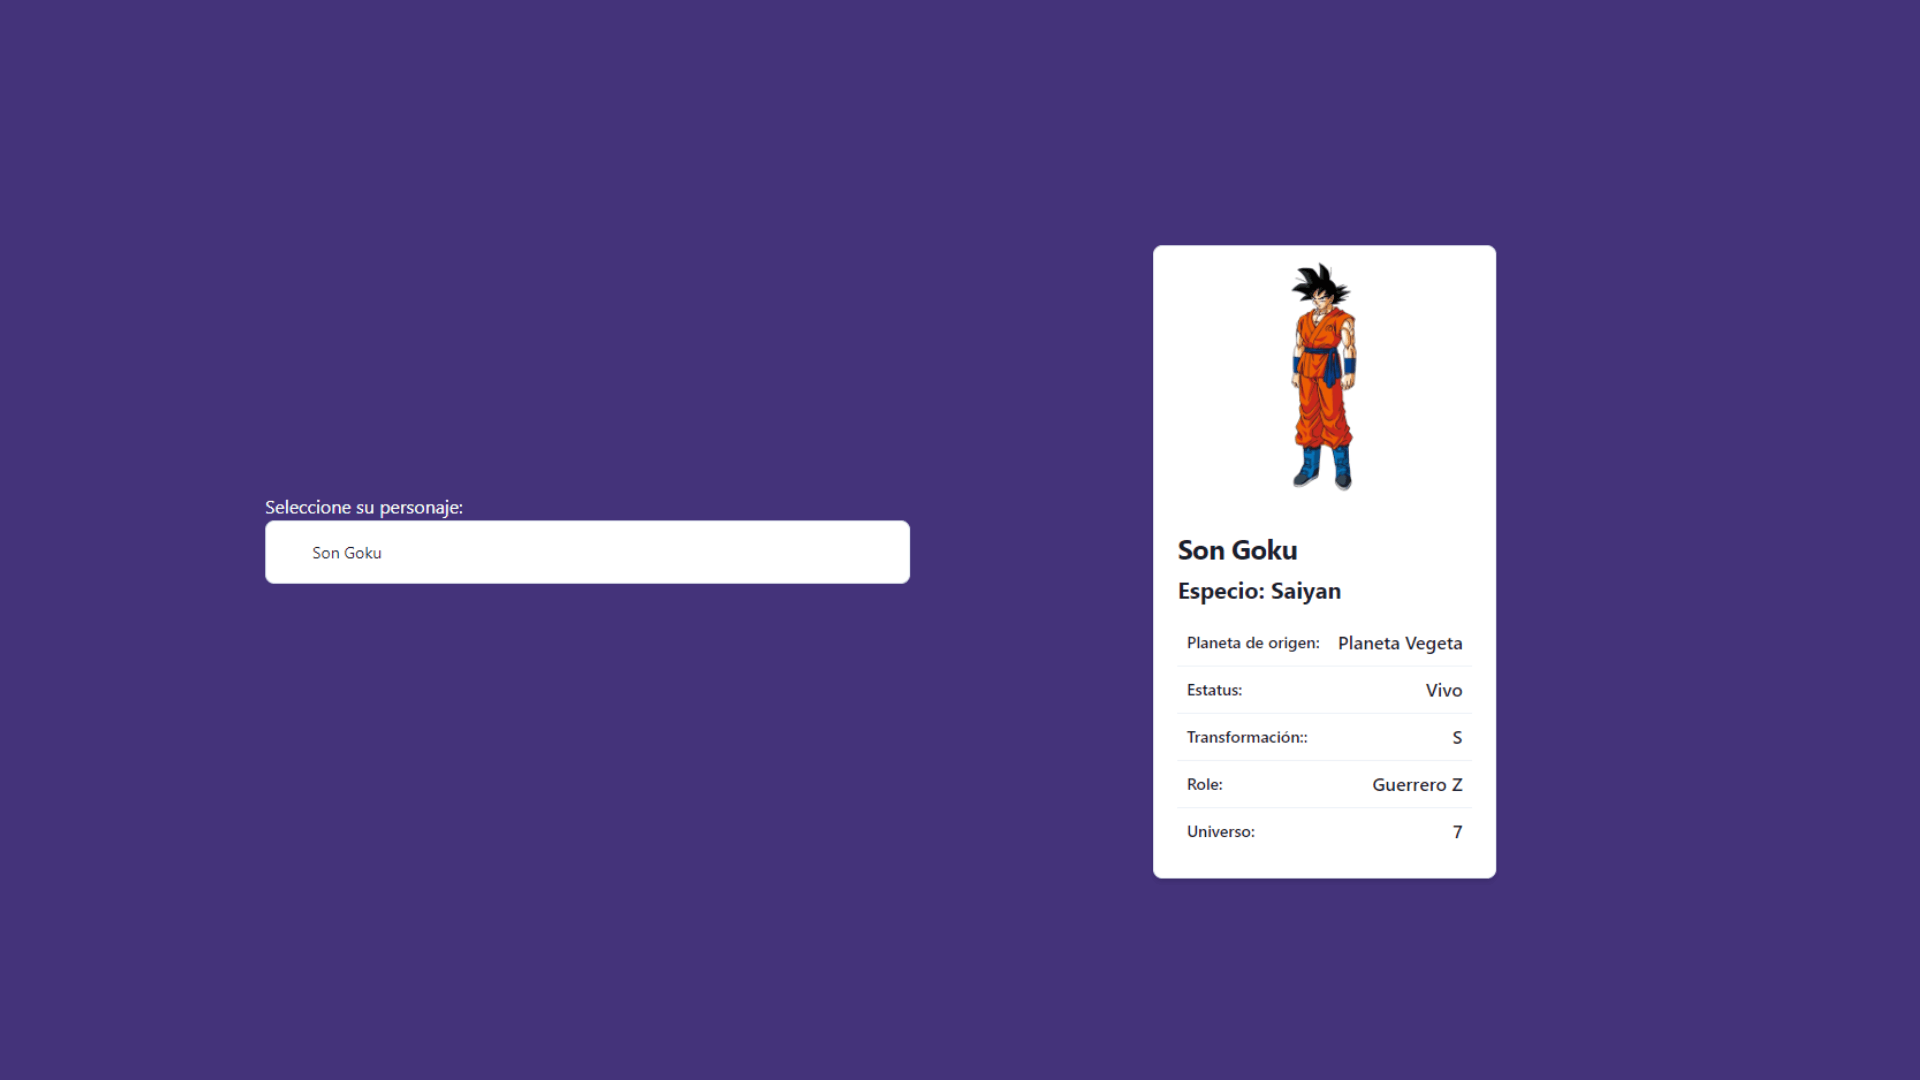 Seleccione su personaje:
Son Goku
Son Goku
Especio: Saiyan
Planeta de origen: Planeta Vegeta
Estatus: Vivo
Transformación:: S
Role: Guerrero Z
Universo: 7